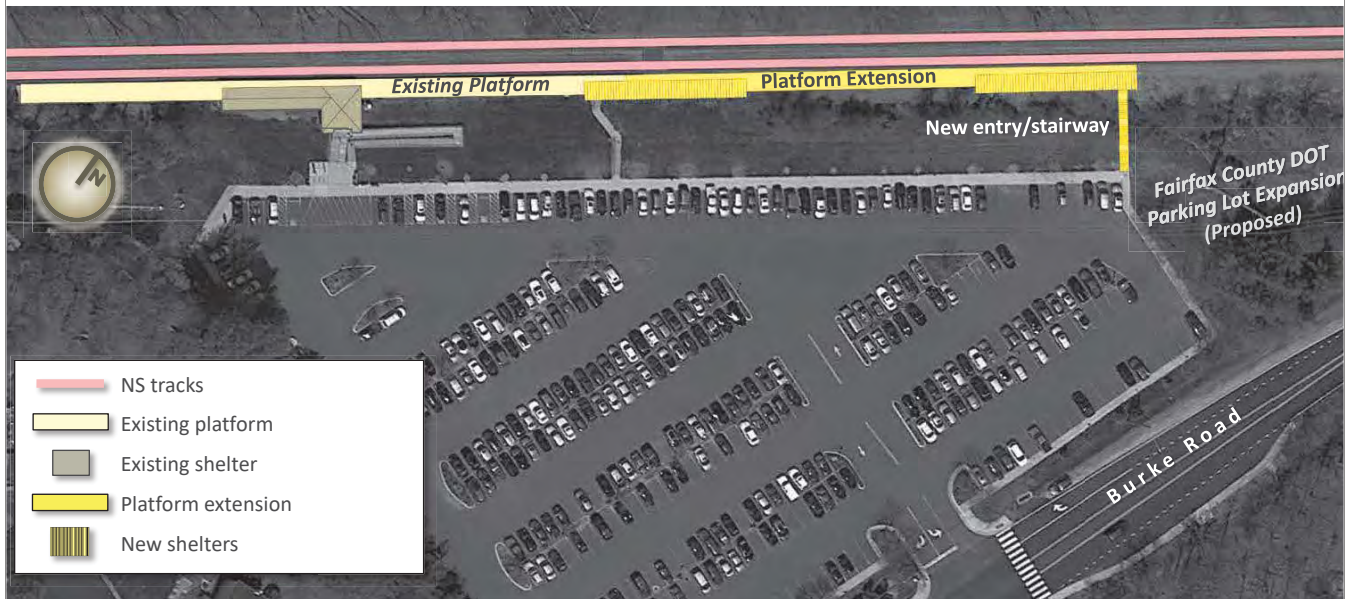 Existing Platform
Platform Extension
New entry/stairway
N
Fairfax County DOT
Parking Lot Expansion
(Proposed)
NS tracks
Existing platform
Existing shelter
Platform extension
New shelters
Burke Road